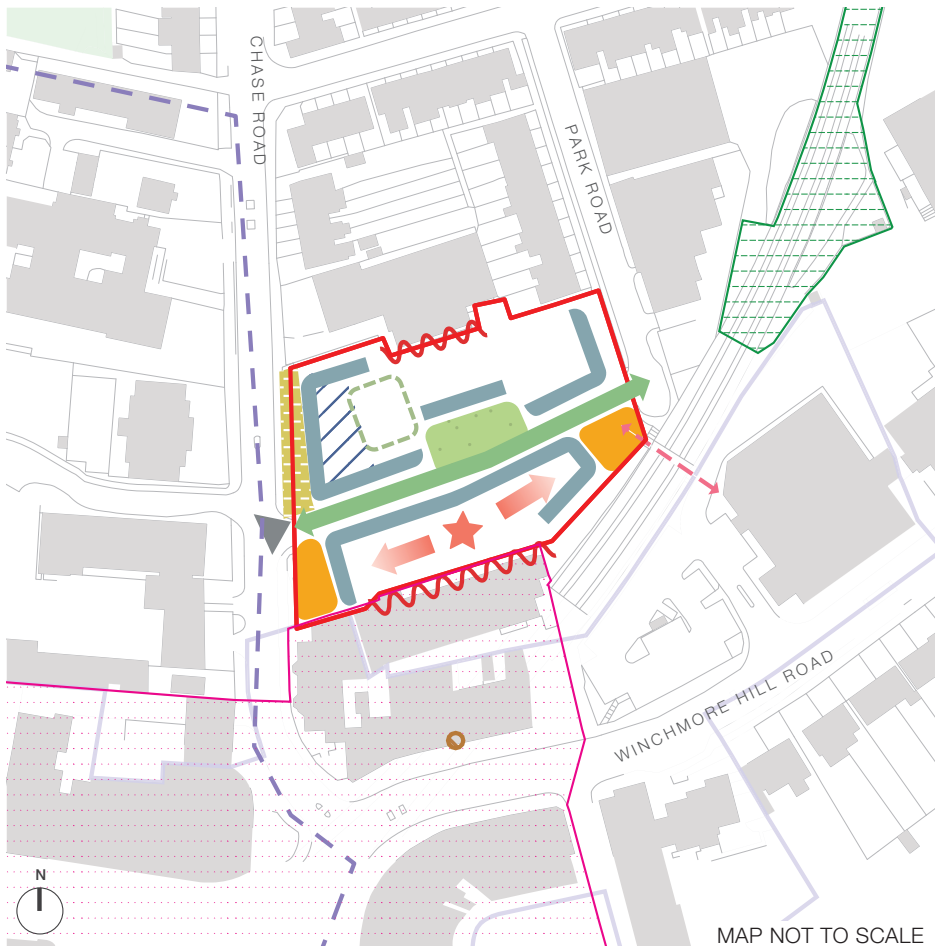 CHASE ROAD
PARK ROAD
WINCHMORE HILL ROAD
N
MAP NOT TO SCALE